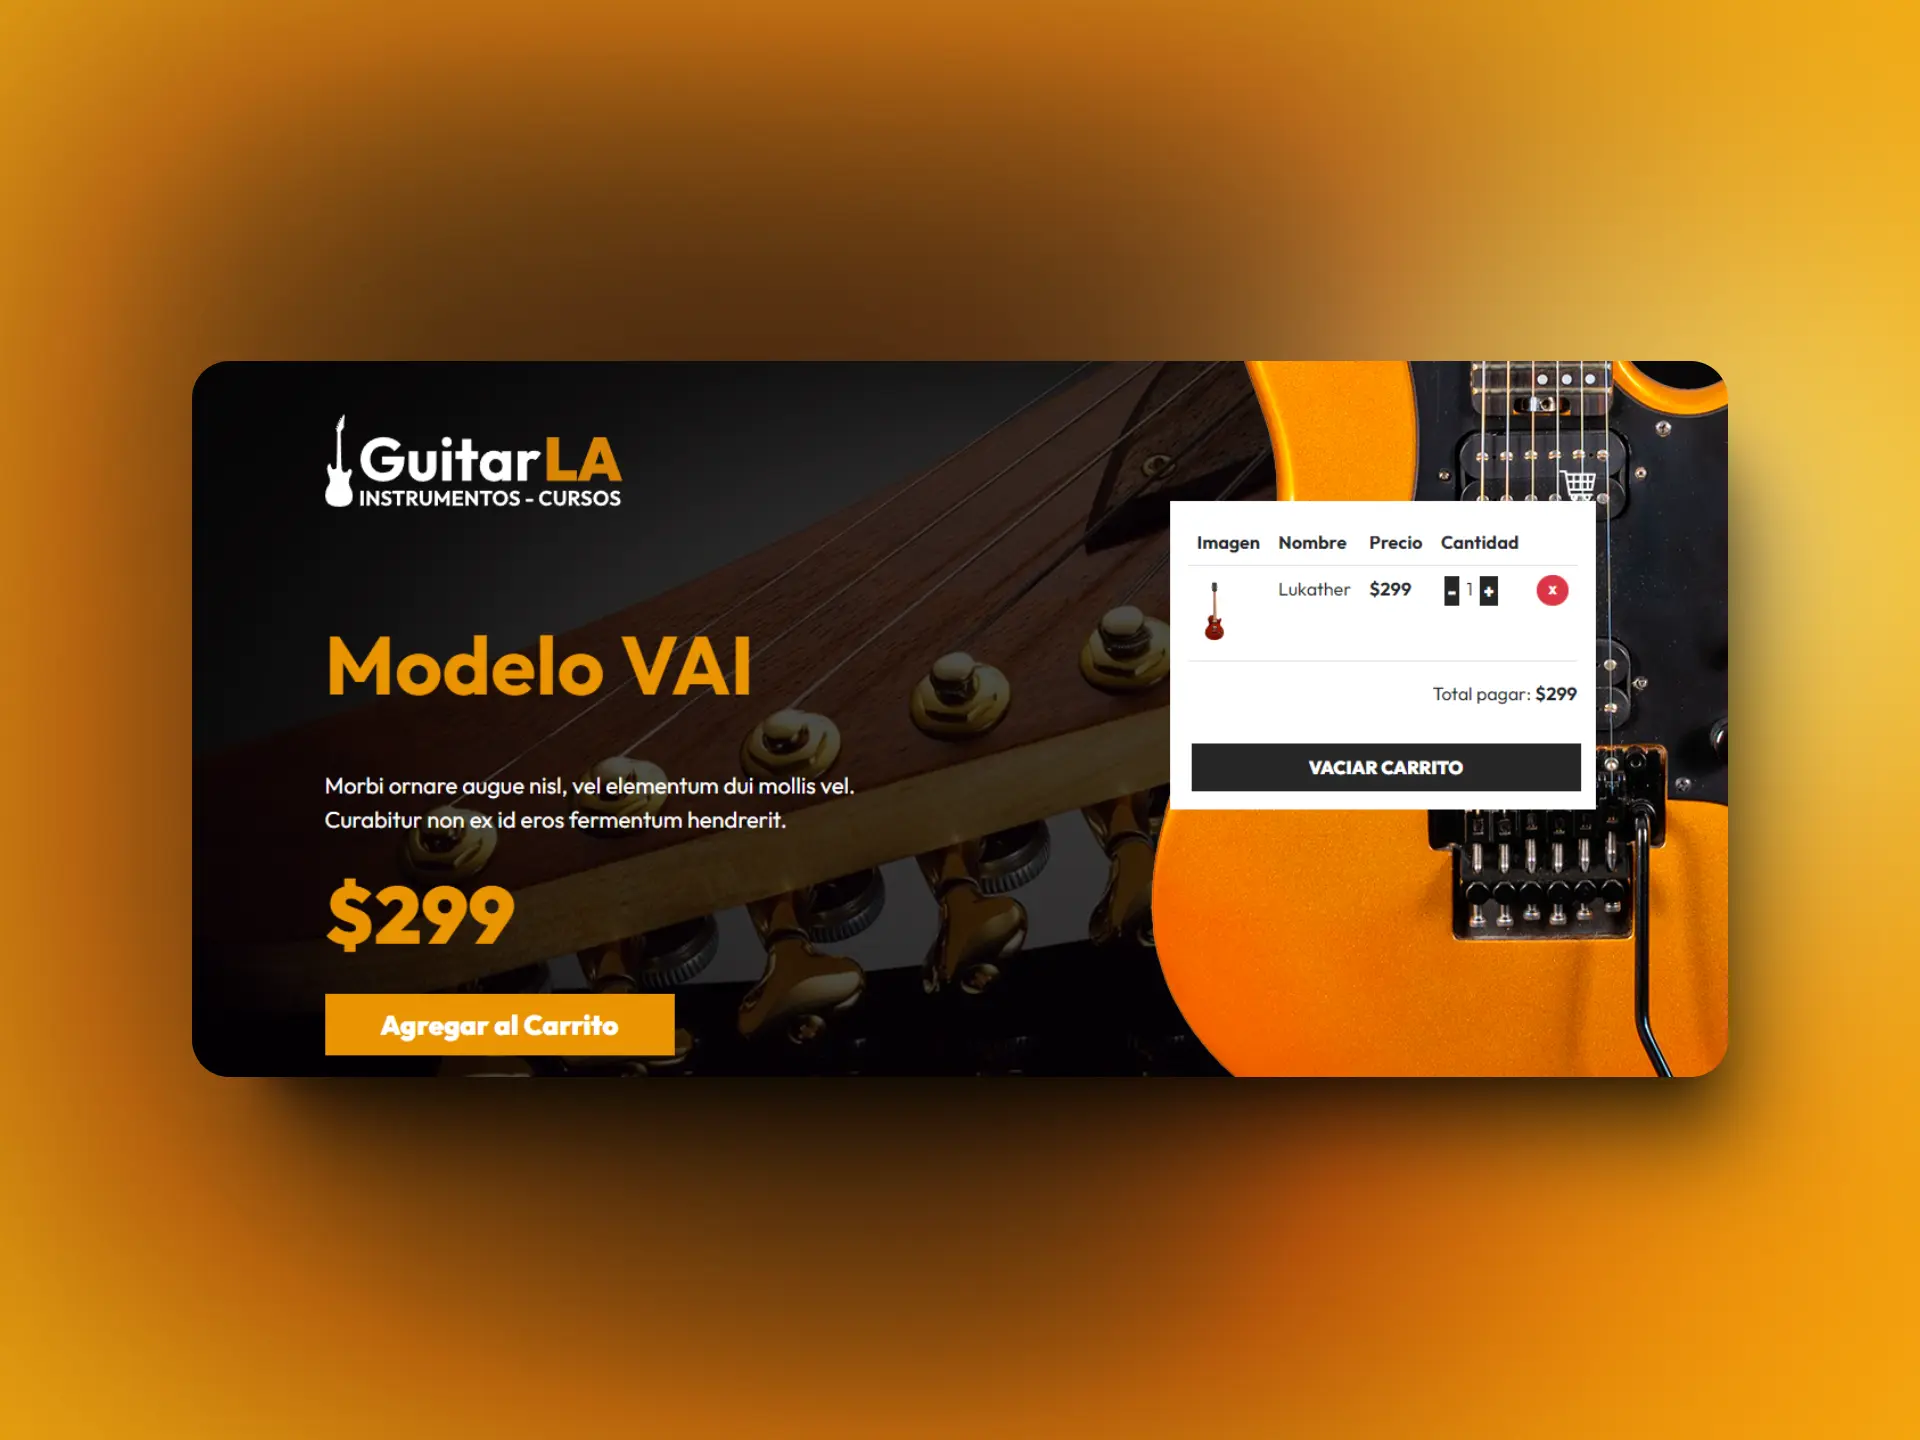 GuitarLA
INSTRUMENTOS - CURSOS
Modelo VAI
Morbi ornare augue nisl, vel elementum dui mollis vel.
Curabitur non ex id eros fermentum hendrerit.
$299
Agregar al Carrito
Imagen Nombre Precio Cantidad
Lukather $299 - 1 + x
Total pagar: $299
VACIAR CARRITO